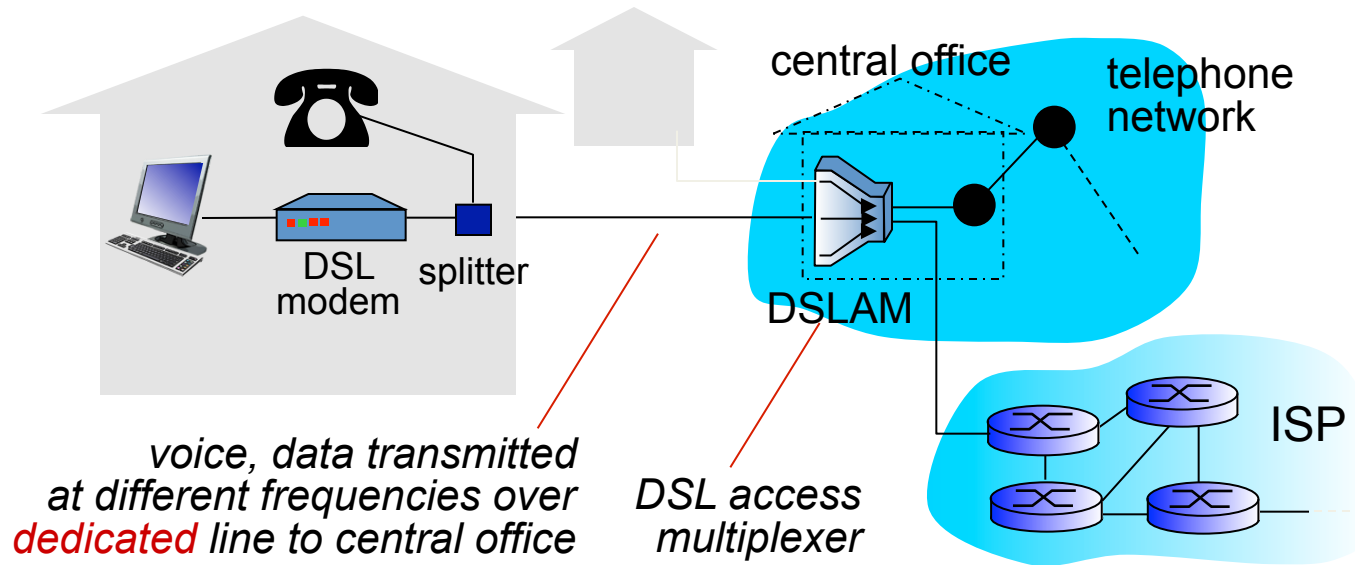 central office
telephone
network
DSL
modem
splitter
DSLAM
ISP
voice, data transmitted
at different frequencies over
dedicated line to central office
DSL access
multiplexer